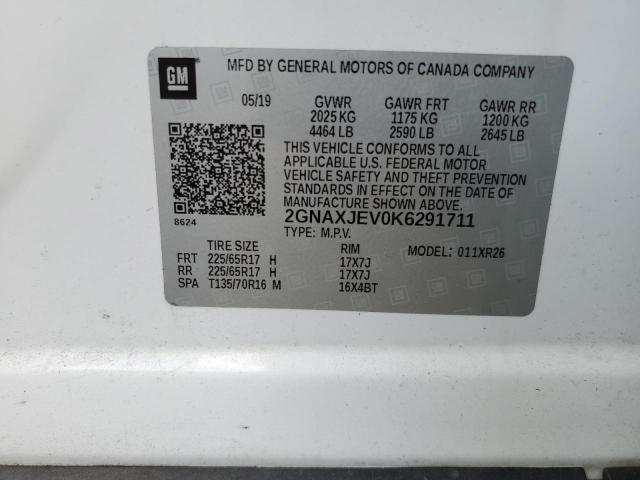 GM
MFD BY GENERAL MOTORS OF CANADA COMPANY
05/19 GVWR GAWR FRT GAWR RR
2025 KG 1175 KG 1200 KG
4464 LB 2590 LB 2645 LB
THIS VEHICLE CONFORMS TO ALL
APPLICABLE U.S. FEDERAL MOTOR
VEHICLE SAFETY AND THEFT PREVENTION
STANDARDS IN EFFECT ON THE DATE OF
MANUFACTURE SHOWN ABOVE.
8624 2GNAXJEV0K6291711
TYPE: M.P.V. MODEL: 011XR26
TIRE SIZE RIM
FRT 225/65R17 H 17X7J
RR 225/65R17 H 17X7J
SPA T135/70R16 M 16X4BT